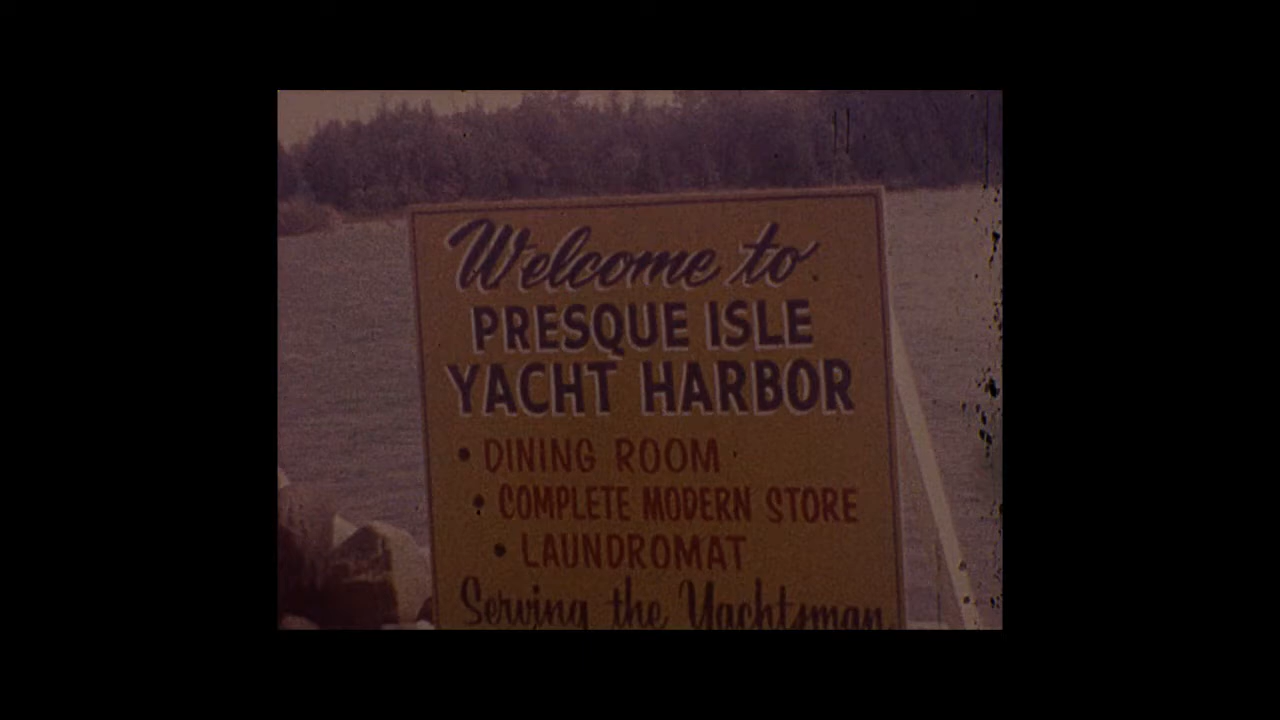 Welcome to
PRESQUE ISLE
YACHT HARBOR
• DINING ROOM
• COMPLETE MODERN STORE
• LAUNDROMAT
Serving the Yachtsman